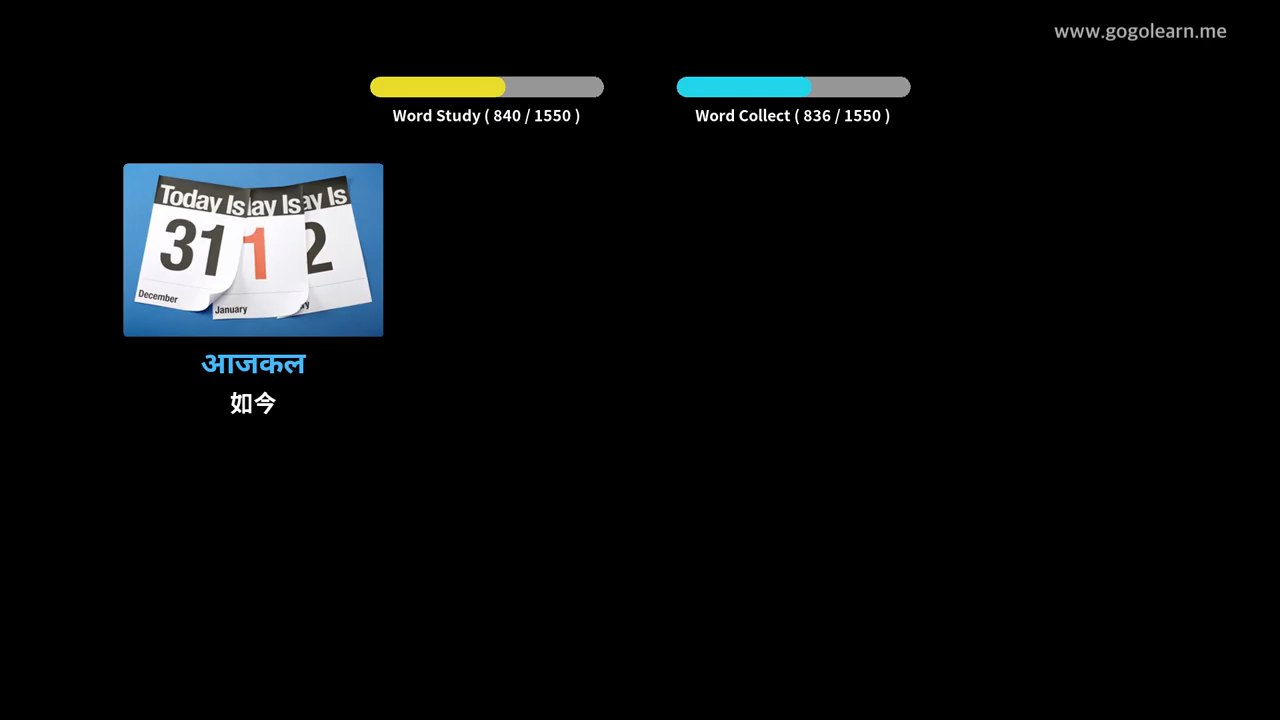 www.gogolearn.me
Word Study ( 840 / 1550 )
Word Collect ( 836 / 1550 )
Today Is
31
December
ay Is
1
January
ay Is
2
आजकल
如今